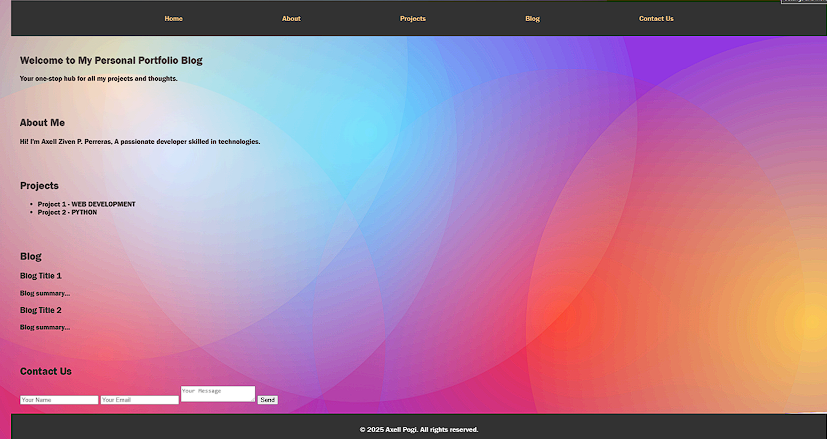 Home About Projects Blog Contact Us
Welcome to My Personal Portfolio Blog
Your one-stop hub for all my projects and thoughts.
About Me
Hi! I'm Axell Ziven P. Perreras, A passionate developer skilled in technologies.
Projects
• Project 1 - WEB DEVELOPMENT
• Project 2 - PYTHON
Blog
Blog Title 1
Blog summary...
Blog Title 2
Blog summary...
Contact Us
Your Name Your Email Your Message Send
© 2025 Axell Pogi. All rights reserved.